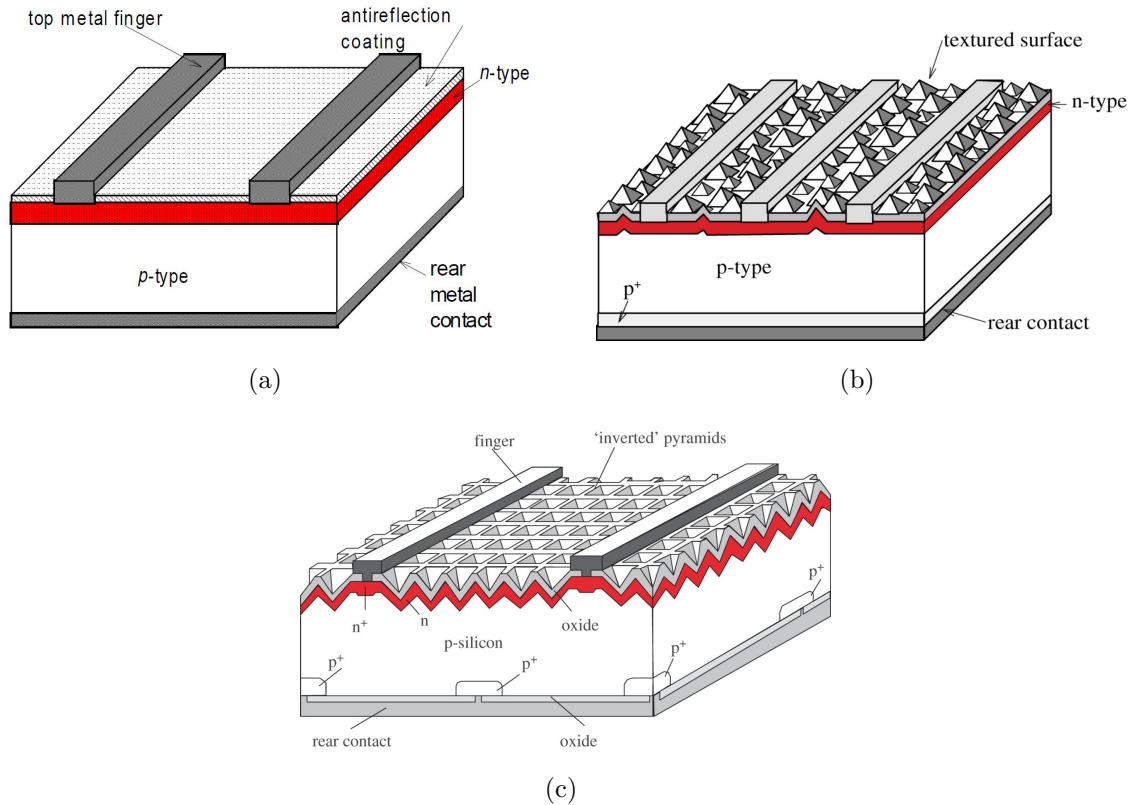 top metal finger
antireflection
coating
n-type
p-type
rear
metal
contact
(a)
textured surface
n-type
p-type
p+
rear contact
(b)
finger
'inverted' pyramids
n+
n
oxide
p-silicon
p+
p+
p+
p+
rear contact
oxide
(c)